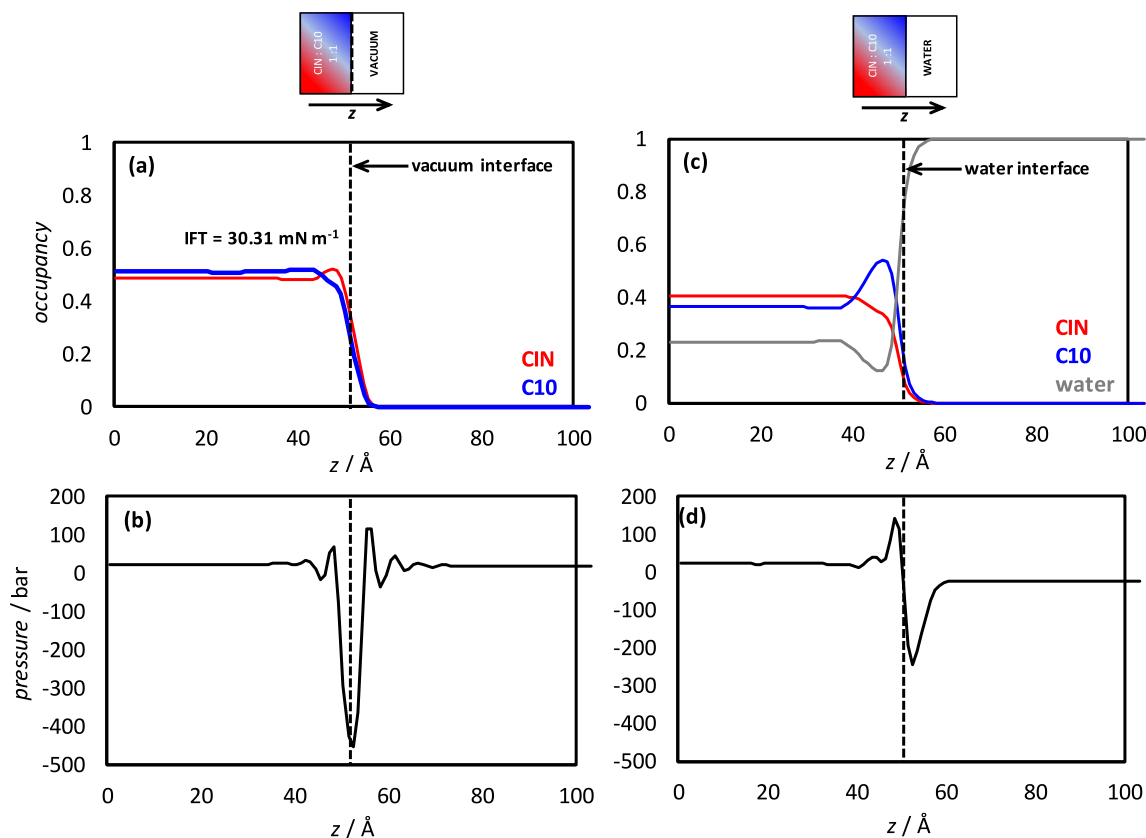 CIN : C10
1 :1
VACUUM
z
CIN : C10
1 :1
WATER
z
(a)
vacuum interface
IFT = 30.31 mN m⁻¹
CIN
C10
occupancy
1
0.8
0.6
0.4
0.2
0
0 20 40 60 80 100
z / Å
(c)
water interface
CIN
C10
water
1
0.8
0.6
0.4
0.2
0
0 20 40 60 80 100
z / Å
(b)
pressure / bar
200
100
0
-100
-200
-300
-400
-500
0 20 40 60 80 100
z / Å
(d)
200
100
0
-100
-200
-300
-400
-500
0 20 40 60 80 100
z / Å